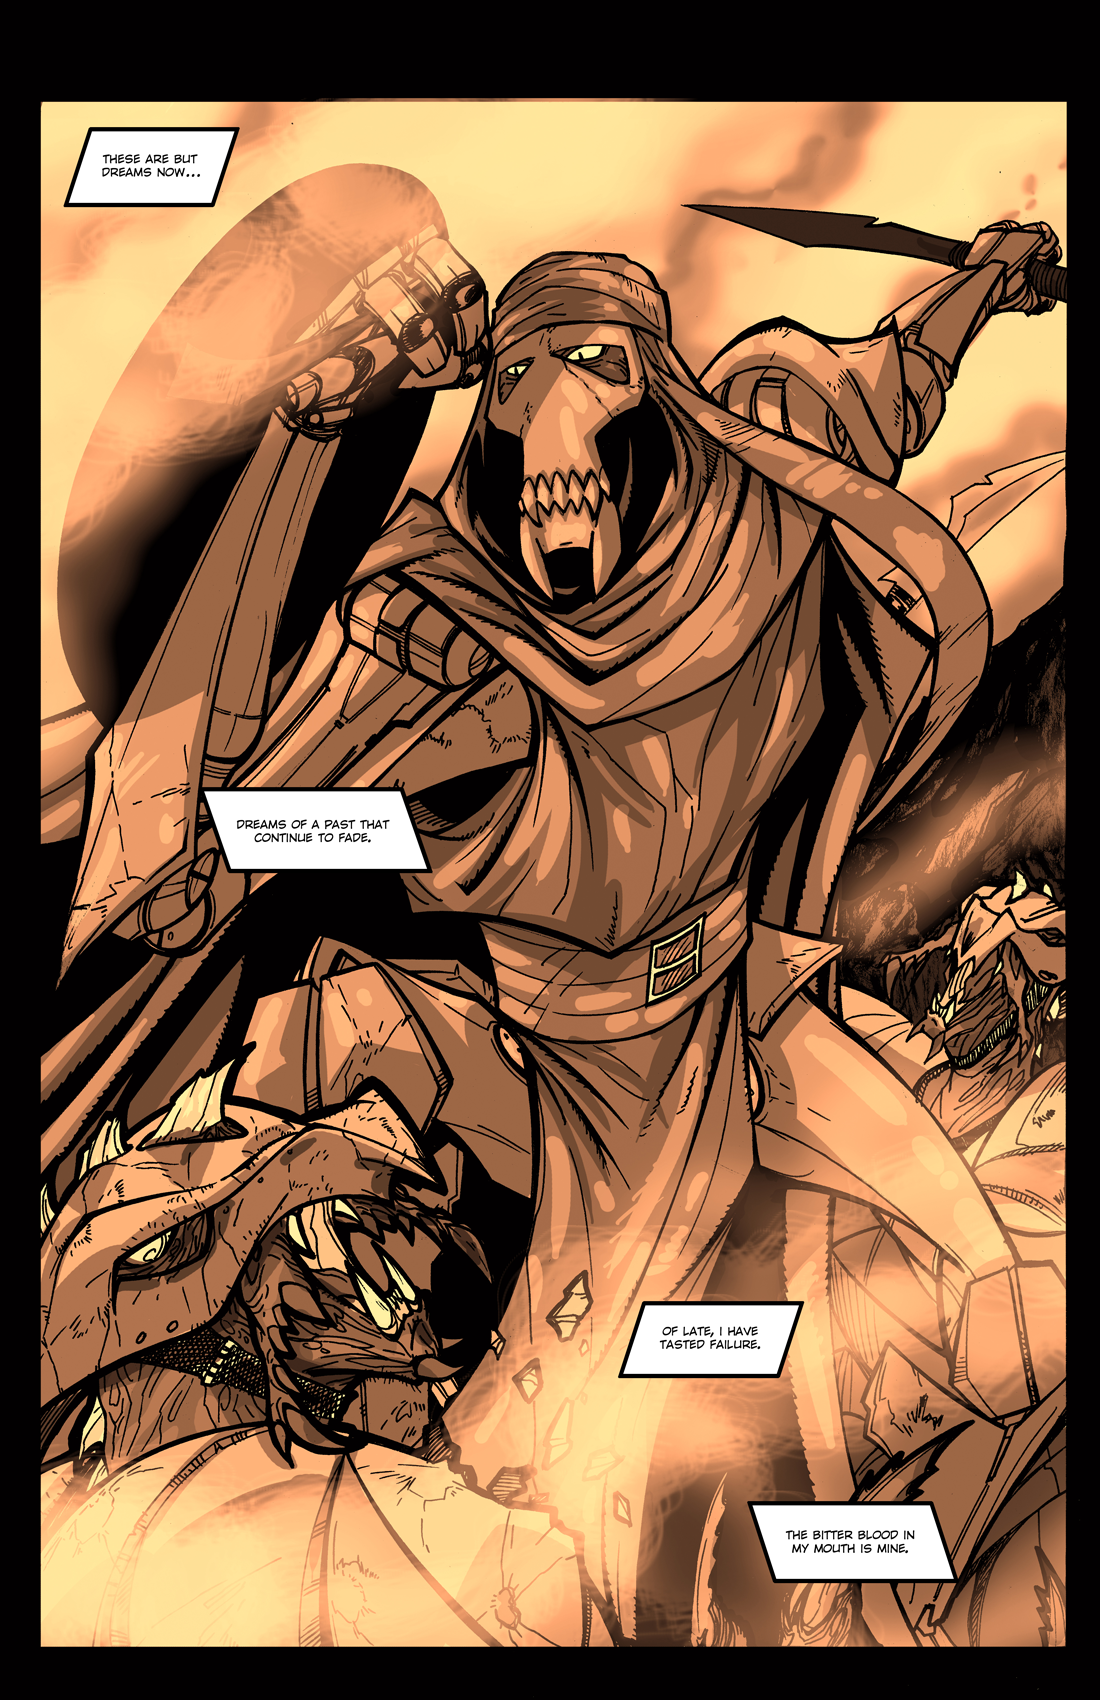 THESE ARE BUT
DREAMS NOW...
DREAMS OF A PAST THAT
CONTINUE TO FADE.
OF LATE, I HAVE
TASTED FAILURE.
THE BITTER BLOOD IN
MY MOUTH IS MINE.